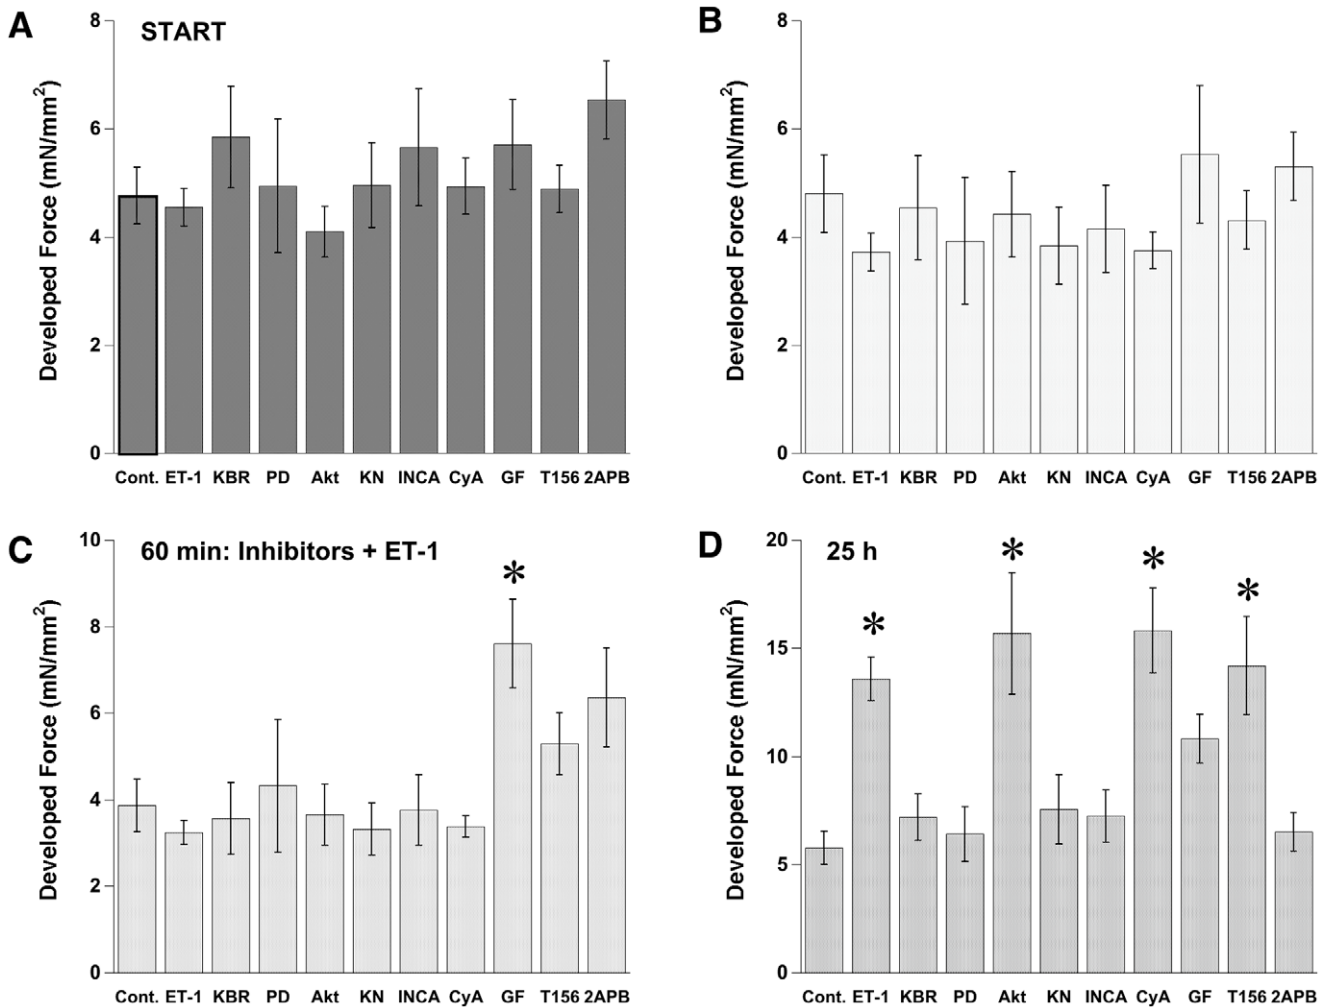 A
START
Developed Force (mN/mm²)
8
6
4
2
0
Cont. ET-1 KBR PD Akt KN INCA CyA GF T156 2APB
B
Developed Force (mN/mm²)
8
6
4
2
0
Cont. ET-1 KBR PD Akt KN INCA CyA GF T156 2APB
C
60 min: Inhibitors + ET-1
Developed Force (mN/mm²)
10
8
6
4
2
0
*
Cont. ET-1 KBR PD Akt KN INCA CyA GF T156 2APB
D
25 h
Developed Force (mN/mm²)
20
15
10
5
0
* * * *
Cont. ET-1 KBR PD Akt KN INCA CyA GF T156 2APB